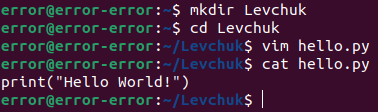 error@error-error:~$ mkdir Levchuk
error@error-error:~$ cd Levchuk
error@error-error:~/Levchuk$ vim hello.py
error@error-error:~/Levchuk$ cat hello.py
print("Hello World!")
error@error-error:~/Levchuk$